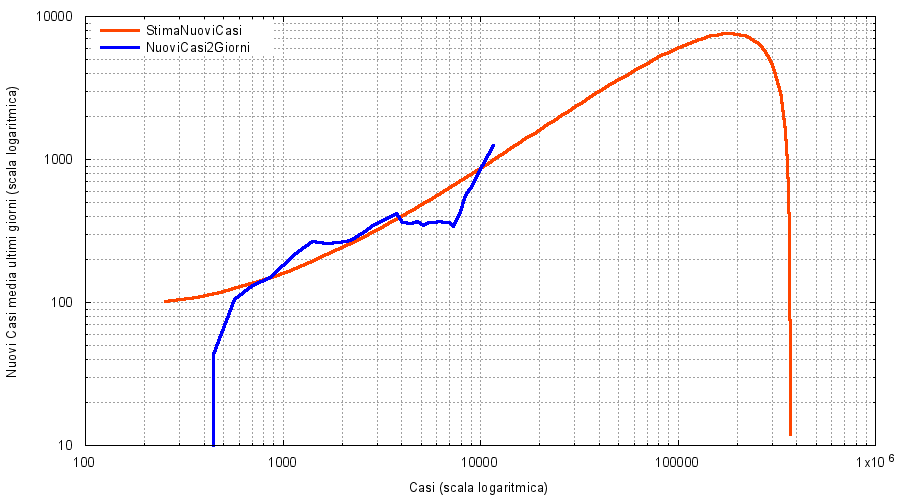 10000
StimaNuoviCasi
NuoviCasi2Giorni
1000
100
10
Nuovi Casi media ultimi giorni (scala logaritmica)
100
1000
10000
100000
1x10 6
Casi (scala logaritmica)